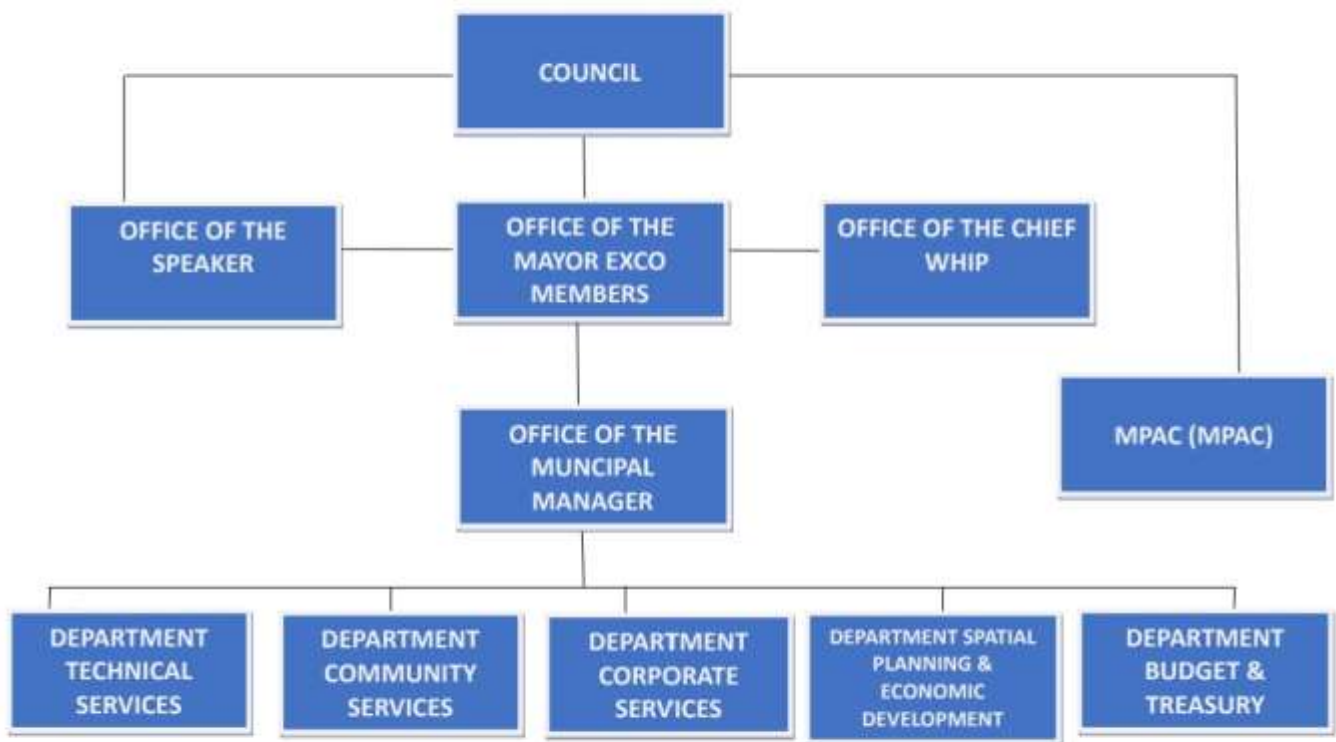 COUNCIL
OFFICE OF THE
SPEAKER
OFFICE OF THE
MAYOR EXCO
MEMBERS
OFFICE OF THE CHIEF
WHIP
OFFICE OF THE
MUNCIPAL
MANAGER
MPAC (MPAC)
DEPARTMENT
TECHNICAL
SERVICES
DEPARTMENT
COMMUNITY
SERVICES
DEPARTMENT
CORPORATE
SERVICES
DEPARTMENT SPATIAL
PLANNING &
ECONOMIC
DEVELOPMENT
DEPARTMENT
BUDGET &
TREASURY